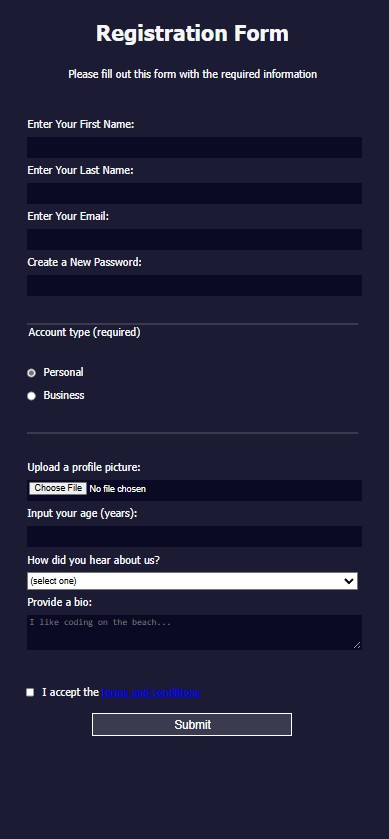 Registration Form
Please fill out this form with the required information
Enter Your First Name:
Enter Your Last Name:
Enter Your Email:
Create a New Password:
Account type (required)
Personal
Business
Upload a profile picture:
Choose File No file chosen
Input your age (years):
How did you hear about us?
(select one)
Provide a bio:
I like coding on the beach...
I accept the terms and conditions
Submit